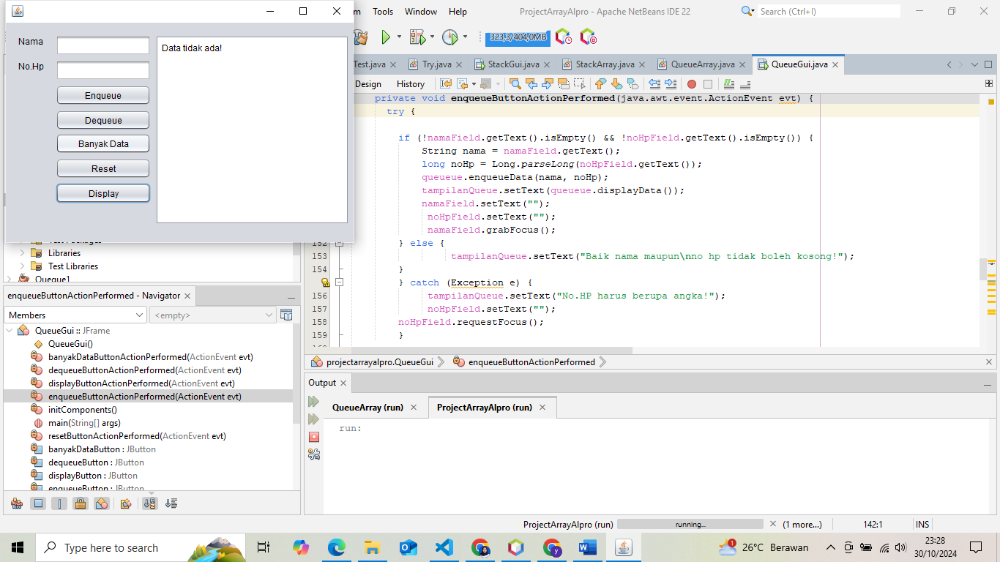 m Tools Window Help
ProjectArrayAlpro - Apache NetBeans IDE 22
Search (Ctrl+I)
Nama
No.Hp
Enqueue
Dequeue
Banyak Data
Reset
Display
Data tidak ada!
323,3/404,0MB
Test.java Try.java StackGui.java StackArray.java QueueArray.java QueueGui.java
Design History
private void enqueueButtonActionPerformed(java.awt.event.ActionEvent evt) {
try {
if (!namaField.getText().isEmpty() && !noHpField.getText().isEmpty()) {
String nama = namaField.getText();
long noHp = Long.parseLong(noHpField.getText());
queueue.enqueueData(nama, noHp);
tampilanQueue.setText(queueue.displayData());
namaField.setText("");
noHpField.setText("");
namaField.grabFocus();
152 } else {
153 tampilanQueue.setText("Baik nama maupun\nno hp tidak boleh kosong!");
154 }
} catch (Exception e) {
156 tampilanQueue.setText("No.HP harus berupa angka!");
157 noHpField.setText("");
158 noHpField.requestFocus();
159 }
160
Test Packages
Libraries
Test Libraries
Queque1
enqueueButtonActionPerformed - Navigator
Members
<empty>
QueueGui :: JFrame
QueueGui()
banyakDataButtonActionPerformed(ActionEvent evt)
dequeueButtonActionPerformed(ActionEvent evt)
displayButtonActionPerformed(ActionEvent evt)
enqueueButtonActionPerformed(ActionEvent evt)
initComponents()
main(String[] args)
resetButtonActionPerformed(ActionEvent evt)
banyakDataButton : JButton
dequeueButton : JButton
displayButton : JButton
enqueueButton : JButton
projectarrayalpro.QueueGui enqueueButtonActionPerformed
Output
QueueArray (run) ProjectArrayAlpro (run)
run:
ProjectArrayAlpro (run) running... (1 more...) 142:1 INS
Type here to search
26°C Berawan
23:28
30/10/2024